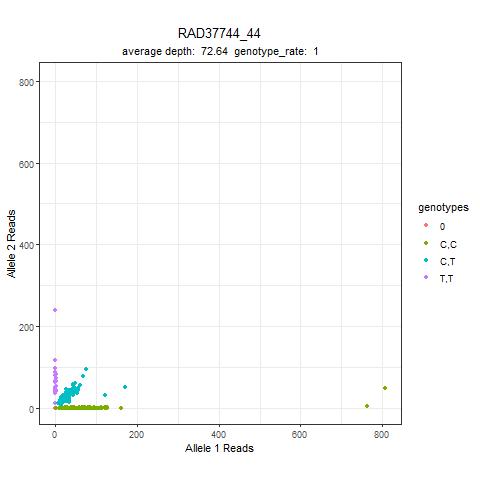 RAD37744_44
average depth:  72.64  genotype_rate:  1
800
600
400
200
0
Allele 2 Reads
0
200
400
600
800
Allele 1 Reads
genotypes
0
C,C
C,T
T,T